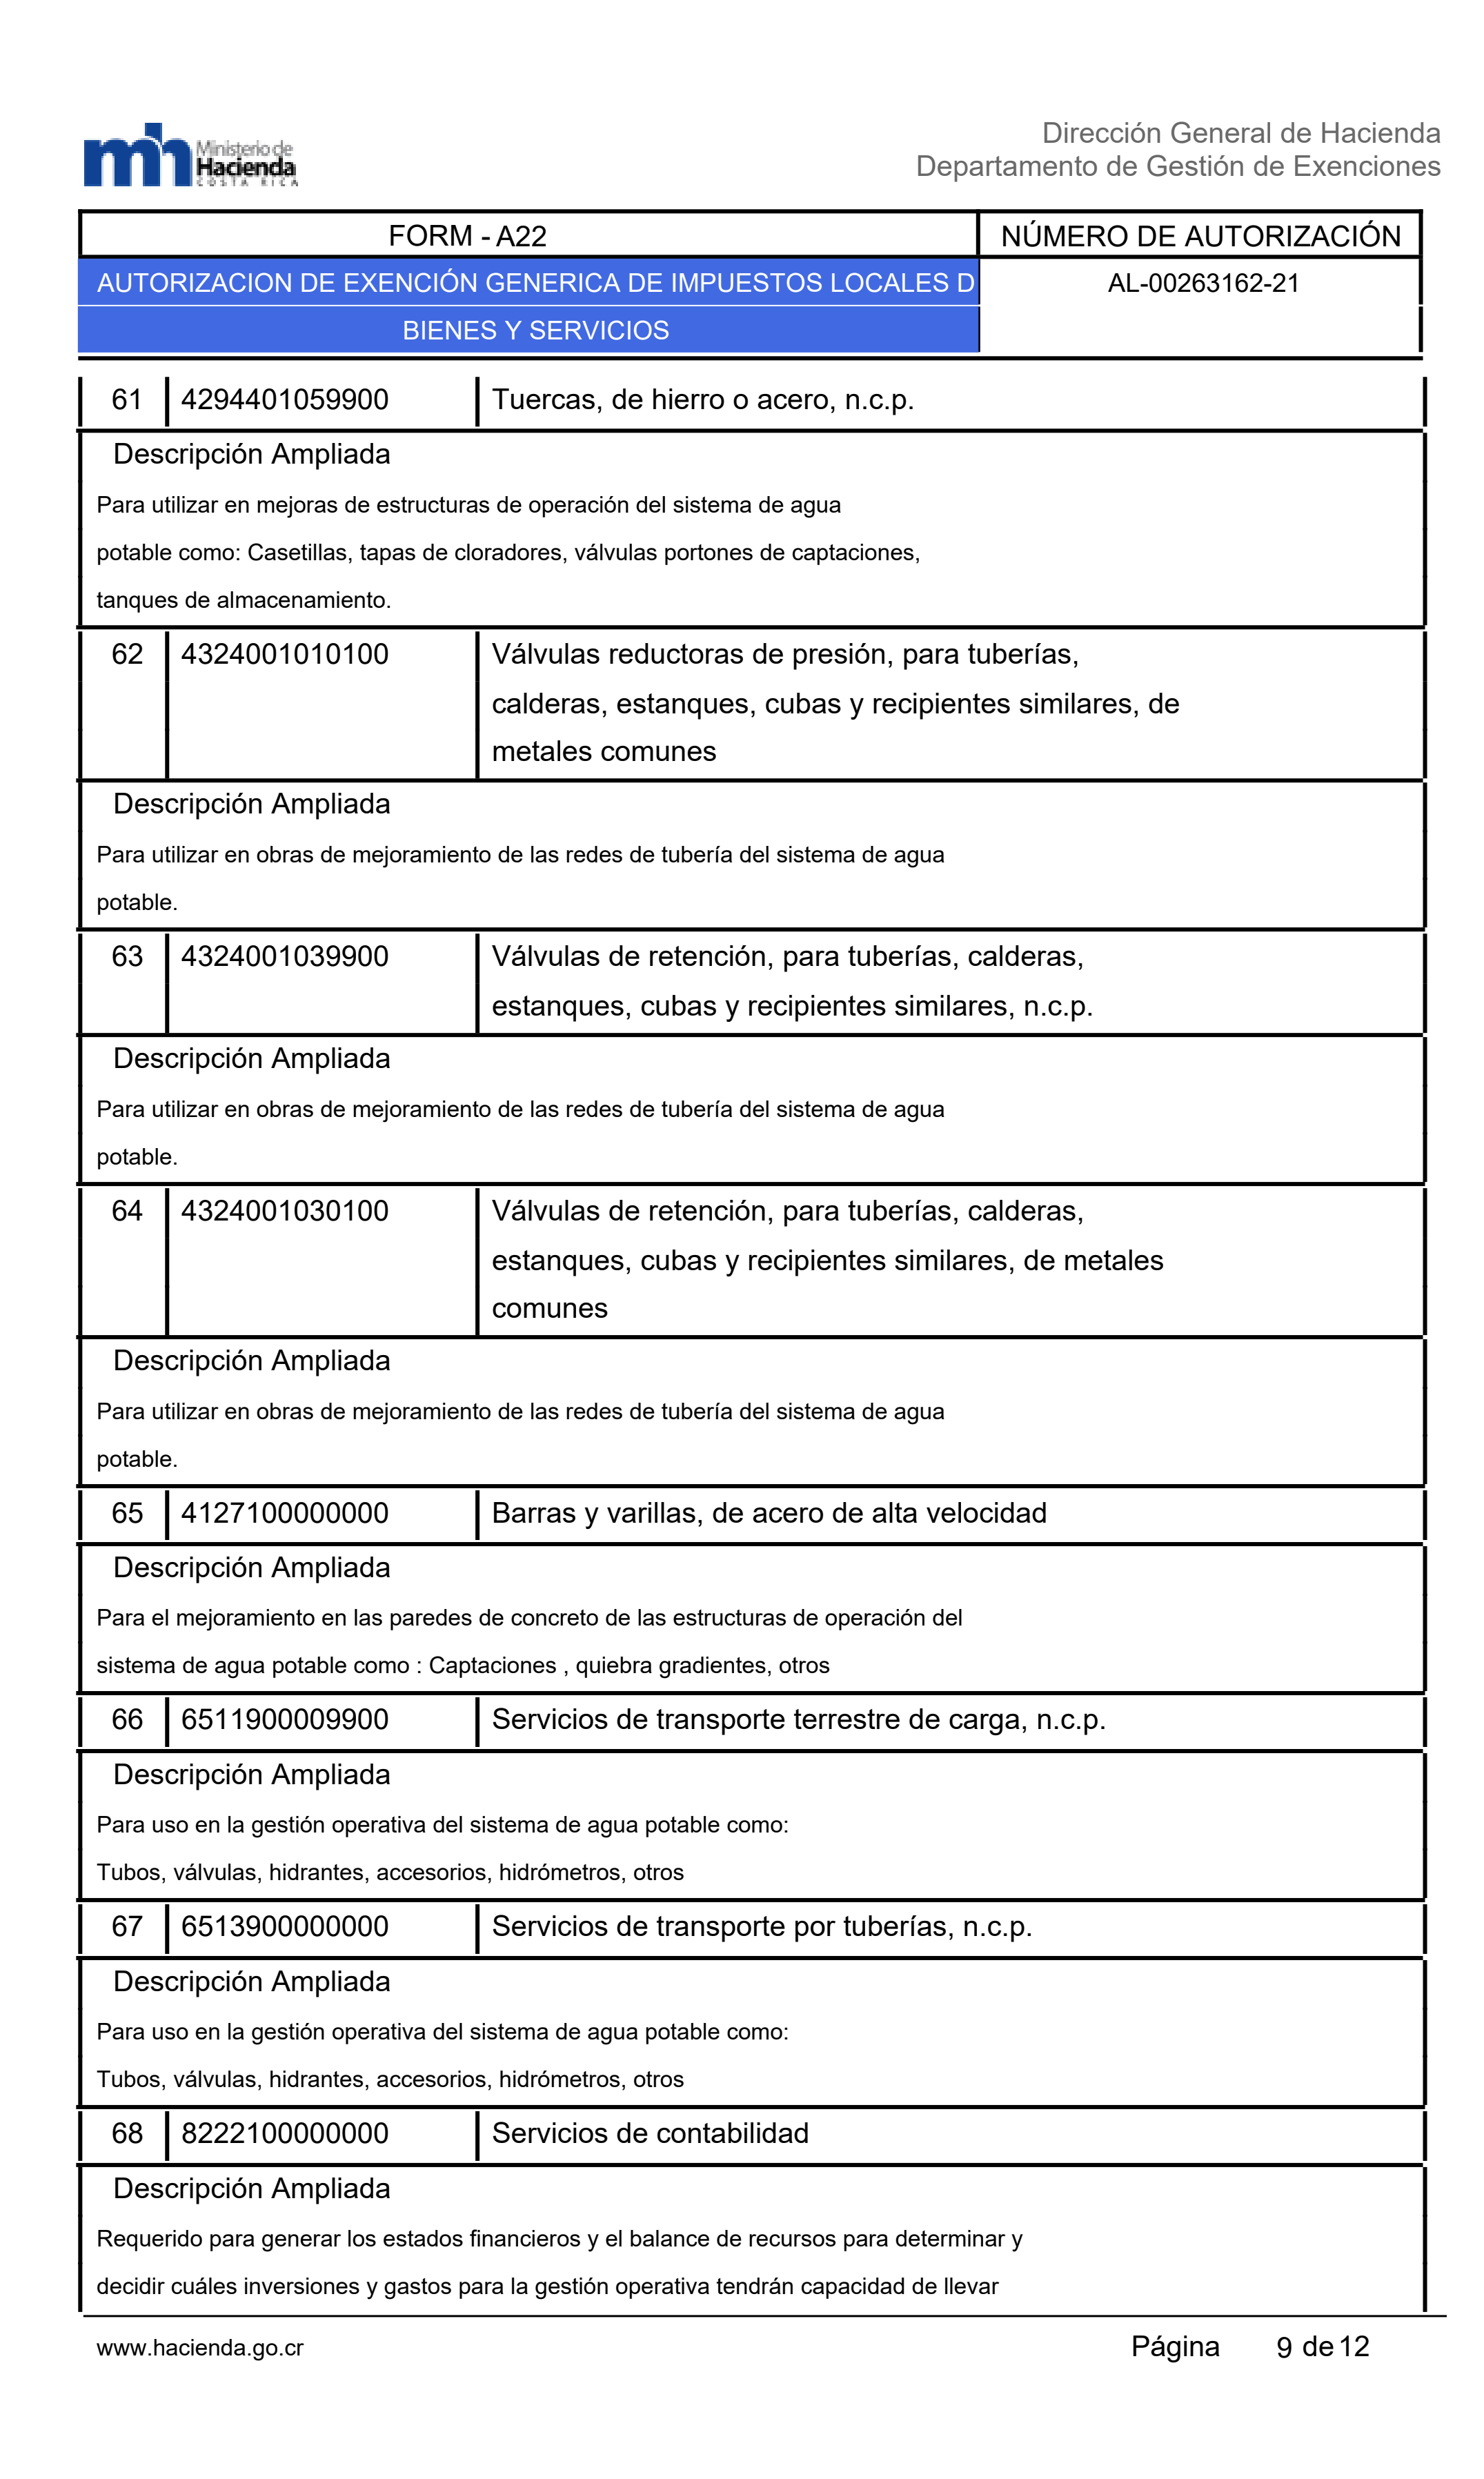 Ministerio de
Hacienda
COSTA RICA
Dirección General de Hacienda
Departamento de Gestión de Exenciones
FORM - A22
NÚMERO DE AUTORIZACIÓN
AUTORIZACION DE EXENCIÓN GENERICA DE IMPUESTOS LOCALES D
AL-00263162-21
BIENES Y SERVICIOS
61 4294401059900 Tuercas, de hierro o acero, n.c.p.
Descripción Ampliada
Para utilizar en mejoras de estructuras de operación del sistema de agua
potable como: Casetillas, tapas de cloradores, válvulas portones de captaciones,
tanques de almacenamiento.
62 4324001010100 Válvulas reductoras de presión, para tuberías,
calderas, estanques, cubas y recipientes similares, de
metales comunes
Descripción Ampliada
Para utilizar en obras de mejoramiento de las redes de tubería del sistema de agua
potable.
63 4324001039900 Válvulas de retención, para tuberías, calderas,
estanques, cubas y recipientes similares, n.c.p.
Descripción Ampliada
Para utilizar en obras de mejoramiento de las redes de tubería del sistema de agua
potable.
64 4324001030100 Válvulas de retención, para tuberías, calderas,
estanques, cubas y recipientes similares, de metales
comunes
Descripción Ampliada
Para utilizar en obras de mejoramiento de las redes de tubería del sistema de agua
potable.
65 4127100000000 Barras y varillas, de acero de alta velocidad
Descripción Ampliada
Para el mejoramiento en las paredes de concreto de las estructuras de operación del
sistema de agua potable como : Captaciones , quiebra gradientes, otros
66 6511900009900 Servicios de transporte terrestre de carga, n.c.p.
Descripción Ampliada
Para uso en la gestión operativa del sistema de agua potable como:
Tubos, válvulas, hidrantes, accesorios, hidrómetros, otros
67 6513900000000 Servicios de transporte por tuberías, n.c.p.
Descripción Ampliada
Para uso en la gestión operativa del sistema de agua potable como:
Tubos, válvulas, hidrantes, accesorios, hidrómetros, otros
68 8222100000000 Servicios de contabilidad
Descripción Ampliada
Requerido para generar los estados financieros y el balance de recursos para determinar y
decidir cuáles inversiones y gastos para la gestión operativa tendrán capacidad de llevar
www.hacienda.go.cr
Página 9 de 12